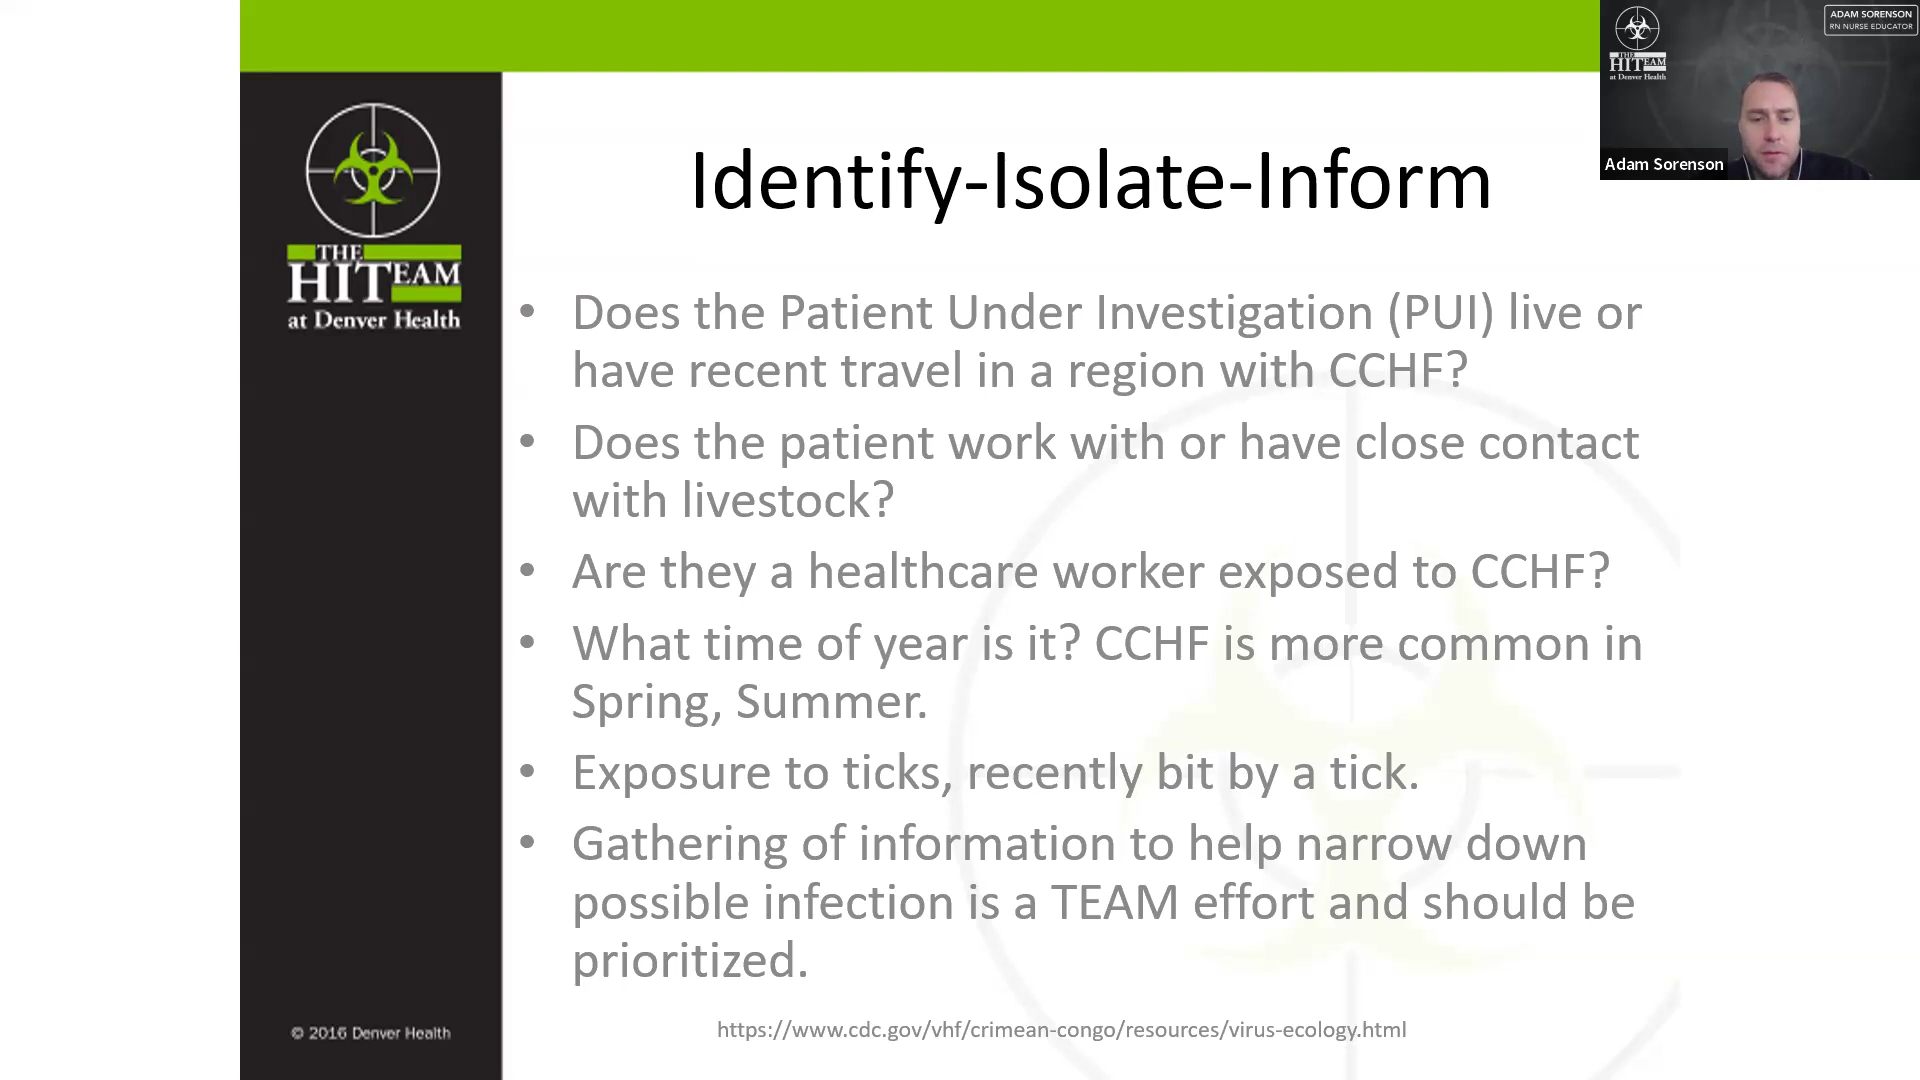 Identify-Isolate-Inform
THE
HITEAM
at Denver Health
• Does the Patient Under Investigation (PUI) live or
have recent travel in a region with CCHF?
• Does the patient work with or have close contact
with livestock?
• Are they a healthcare worker exposed to CCHF?
• What time of year is it? CCHF is more common in
Spring, Summer.
• Exposure to ticks, recently bit by a tick.
• Gathering of information to help narrow down
possible infection is a TEAM effort and should be
prioritized.
https://www.cdc.gov/vhf/crimean-congo/resources/virus-ecology.html
© 2016 Denver Health
THE
HITEAM
at Denver Health
ADAM SORENSON
RN NURSE EDUCATOR
Adam Sorenson